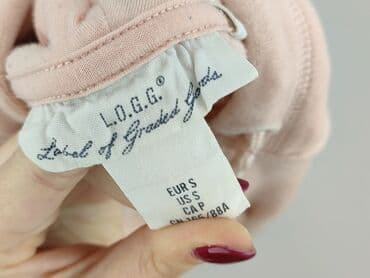 L.O.G.G.®
Label of Graded Goods.
EUR S
US S
CA P
CN 165/88A